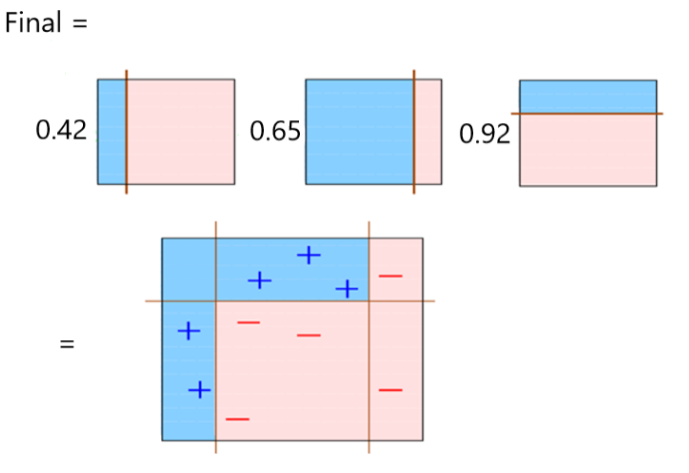 Final =
0.42 0.65 0.92
=